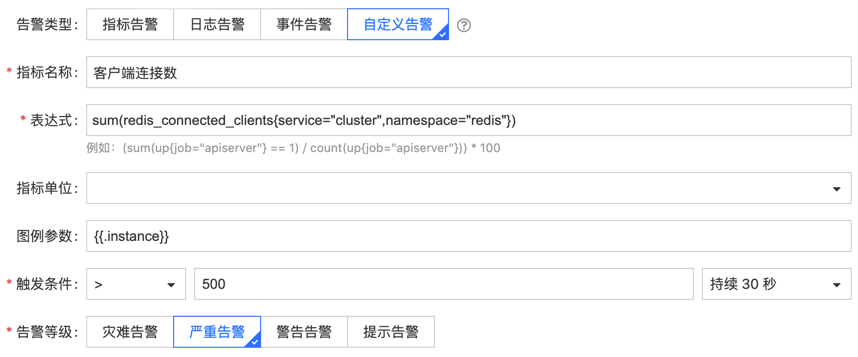 告警类型： 指标告警 日志告警 事件告警 自定义告警 ?
* 指标名称： 客户端连接数
* 表达式： sum(redis_connected_clients{service="cluster",namespace="redis"})
例如：(sum(up{job="apiserver"} == 1) / count(up{job="apiserver"})) * 100
指标单位：
图例参数： {{.instance}}
* 触发条件： > 500 持续 30 秒
* 告警等级： 灾难告警 严重告警 警告告警 提示告警